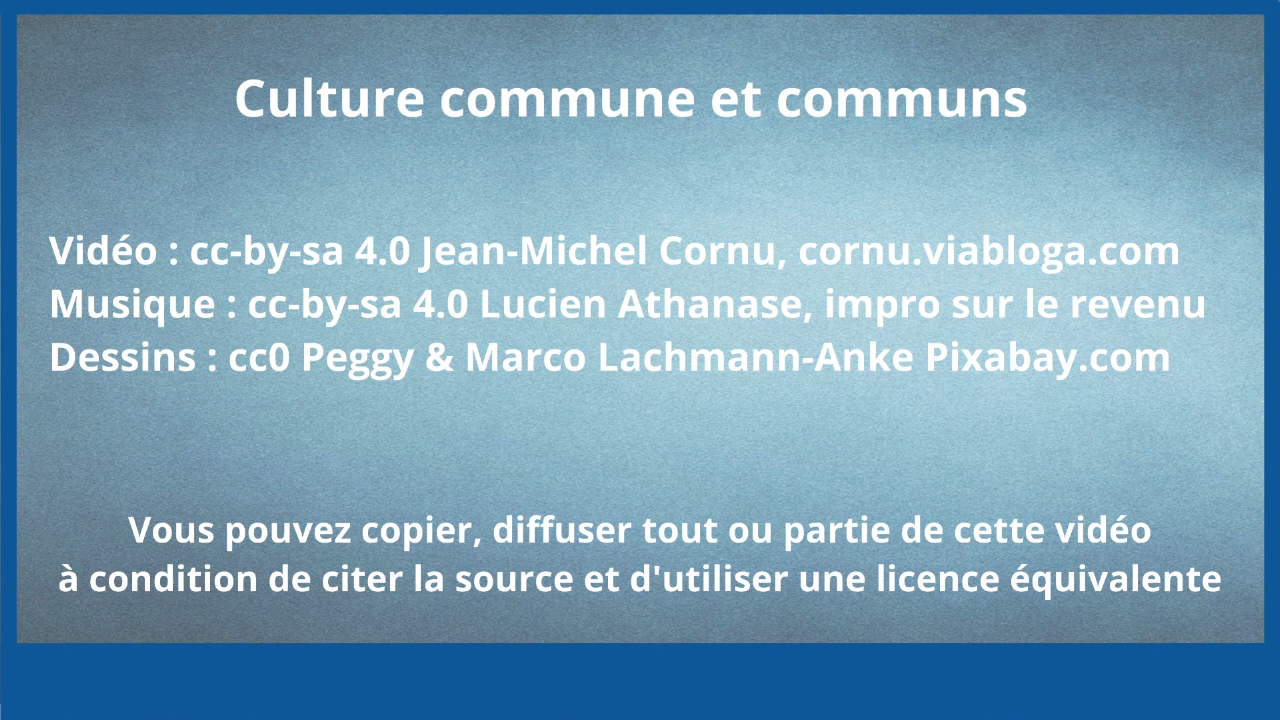 Culture commune et communs
Vidéo : cc-by-sa 4.0 Jean-Michel Cornu, cornu.viabloga.com
Musique : cc-by-sa 4.0 Lucien Athanase, impro sur le revenu
Dessins : cc0 Peggy & Marco Lachmann-Anke Pixabay.com
Vous pouvez copier, diffuser tout ou partie de cette vidéo
à condition de citer la source et d'utiliser une licence équivalente